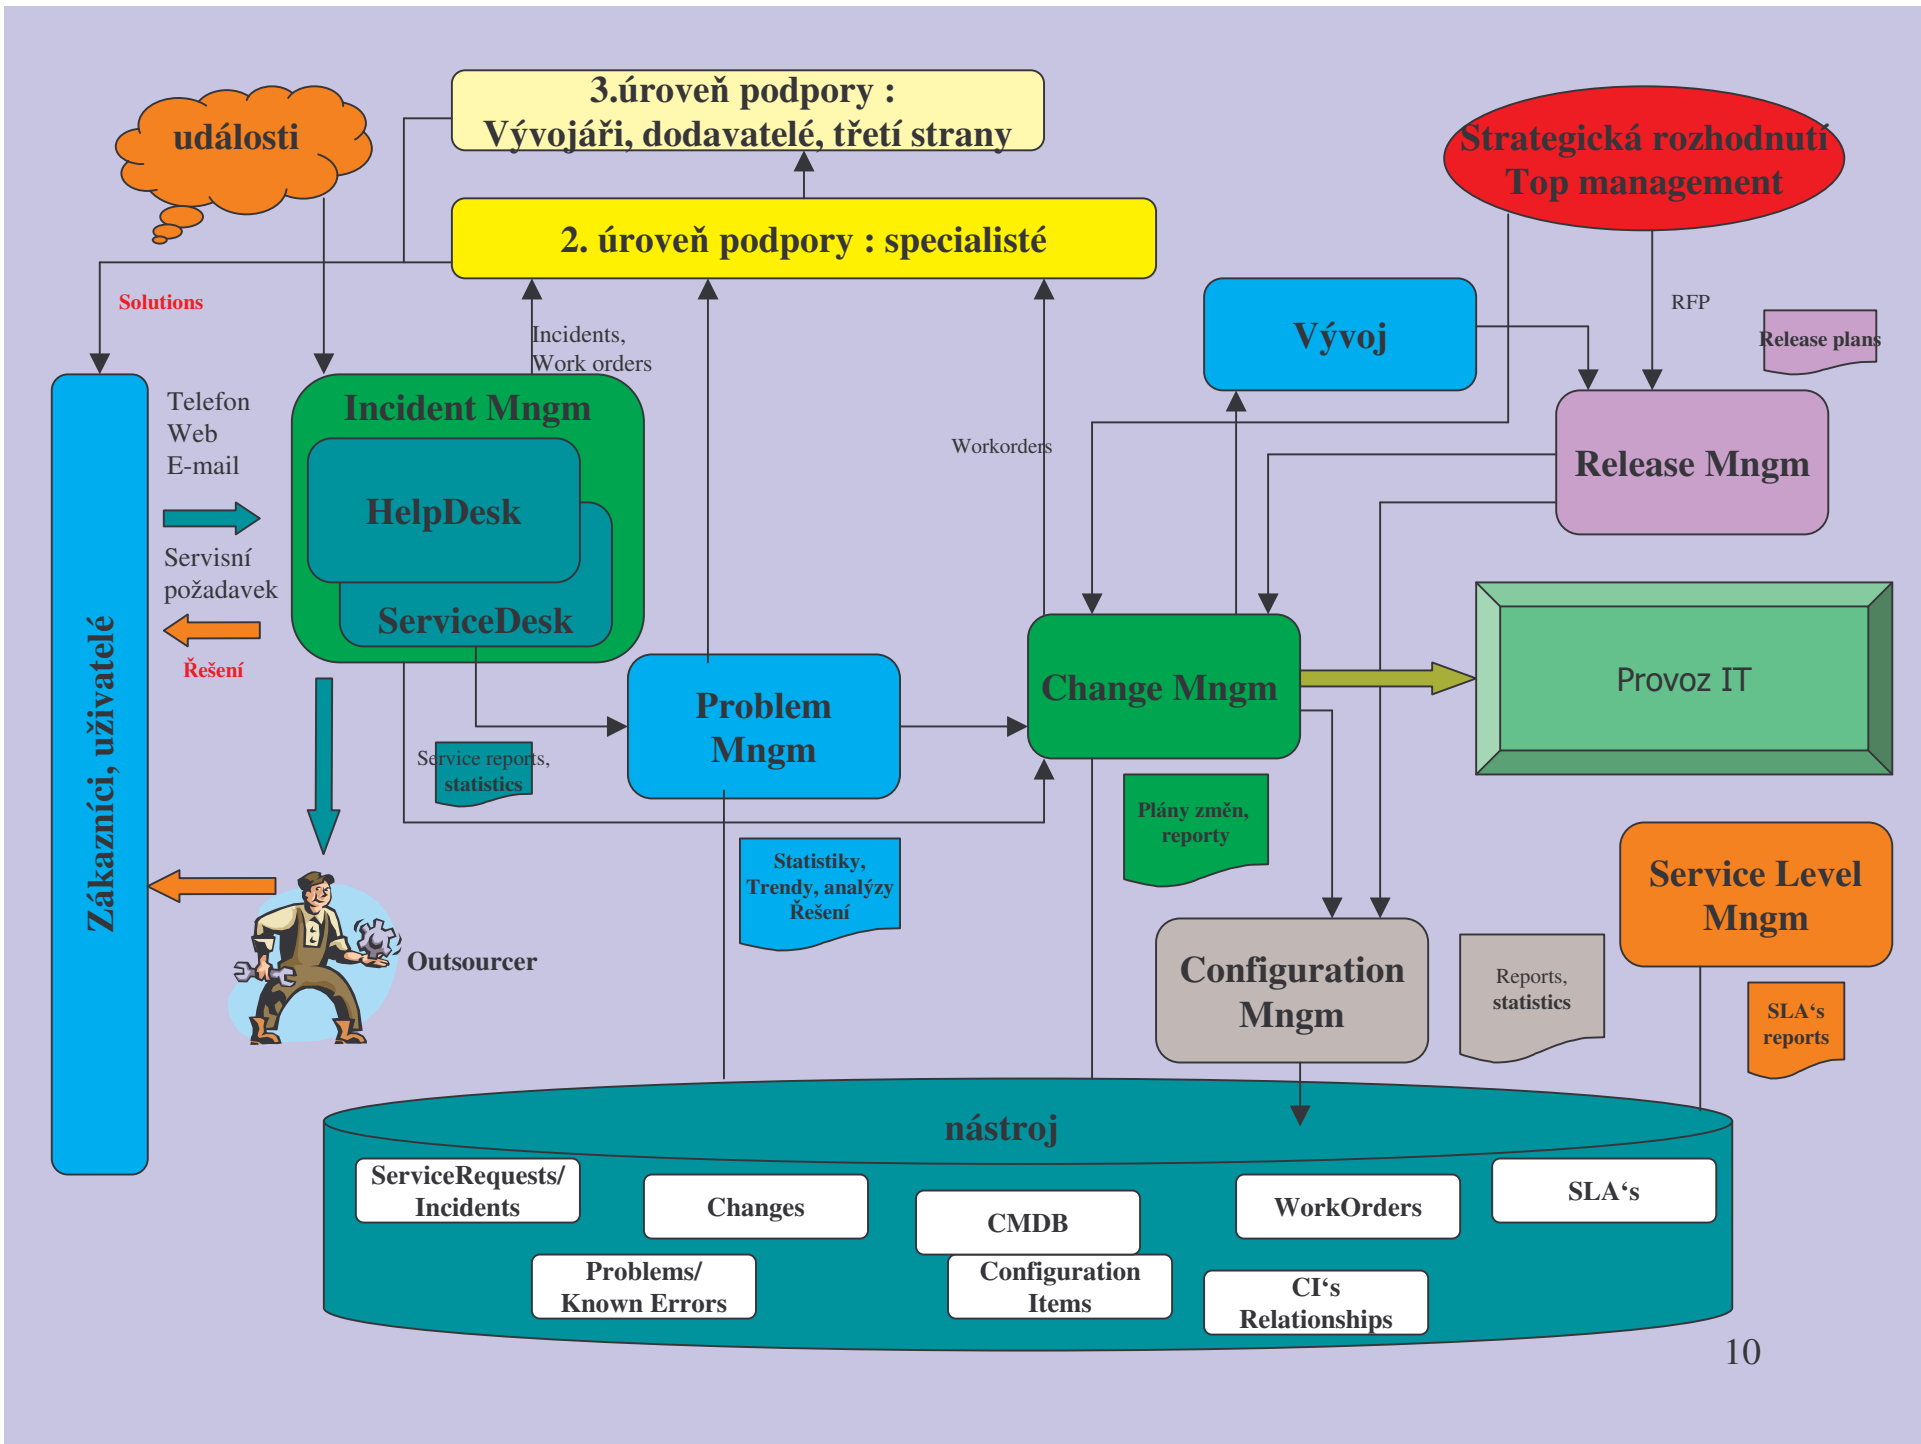 3.úroveň podpory :
Vývojáři, dodavatelé, třetí strany
události
Strategická rozhodnutí
Top management
2. úroveň podpory : specialisté
Solutions
Incidents,
Work orders
RFP
Vývoj
Release plans
Telefon
Web
E-mail
Incident Mngm
Workorders
Release Mngm
HelpDesk
Servisní
požadavek
ServiceDesk
Řešení
Zákazníci, uživatelé
Problem
Mngm
Change Mngm
Provoz IT
Service reports,
statistics
Plány změn,
reporty
Statistiky,
Trendy, analýzy
Řešení
Service Level
Mngm
Outsourcer
Configuration
Mngm
Reports,
statistics
SLA‘s
reports
nástroj
ServiceRequests/
Incidents
Changes
CMDB
WorkOrders
SLA‘s
Problems/
Known Errors
Configuration
Items
CI‘s
Relationships
10